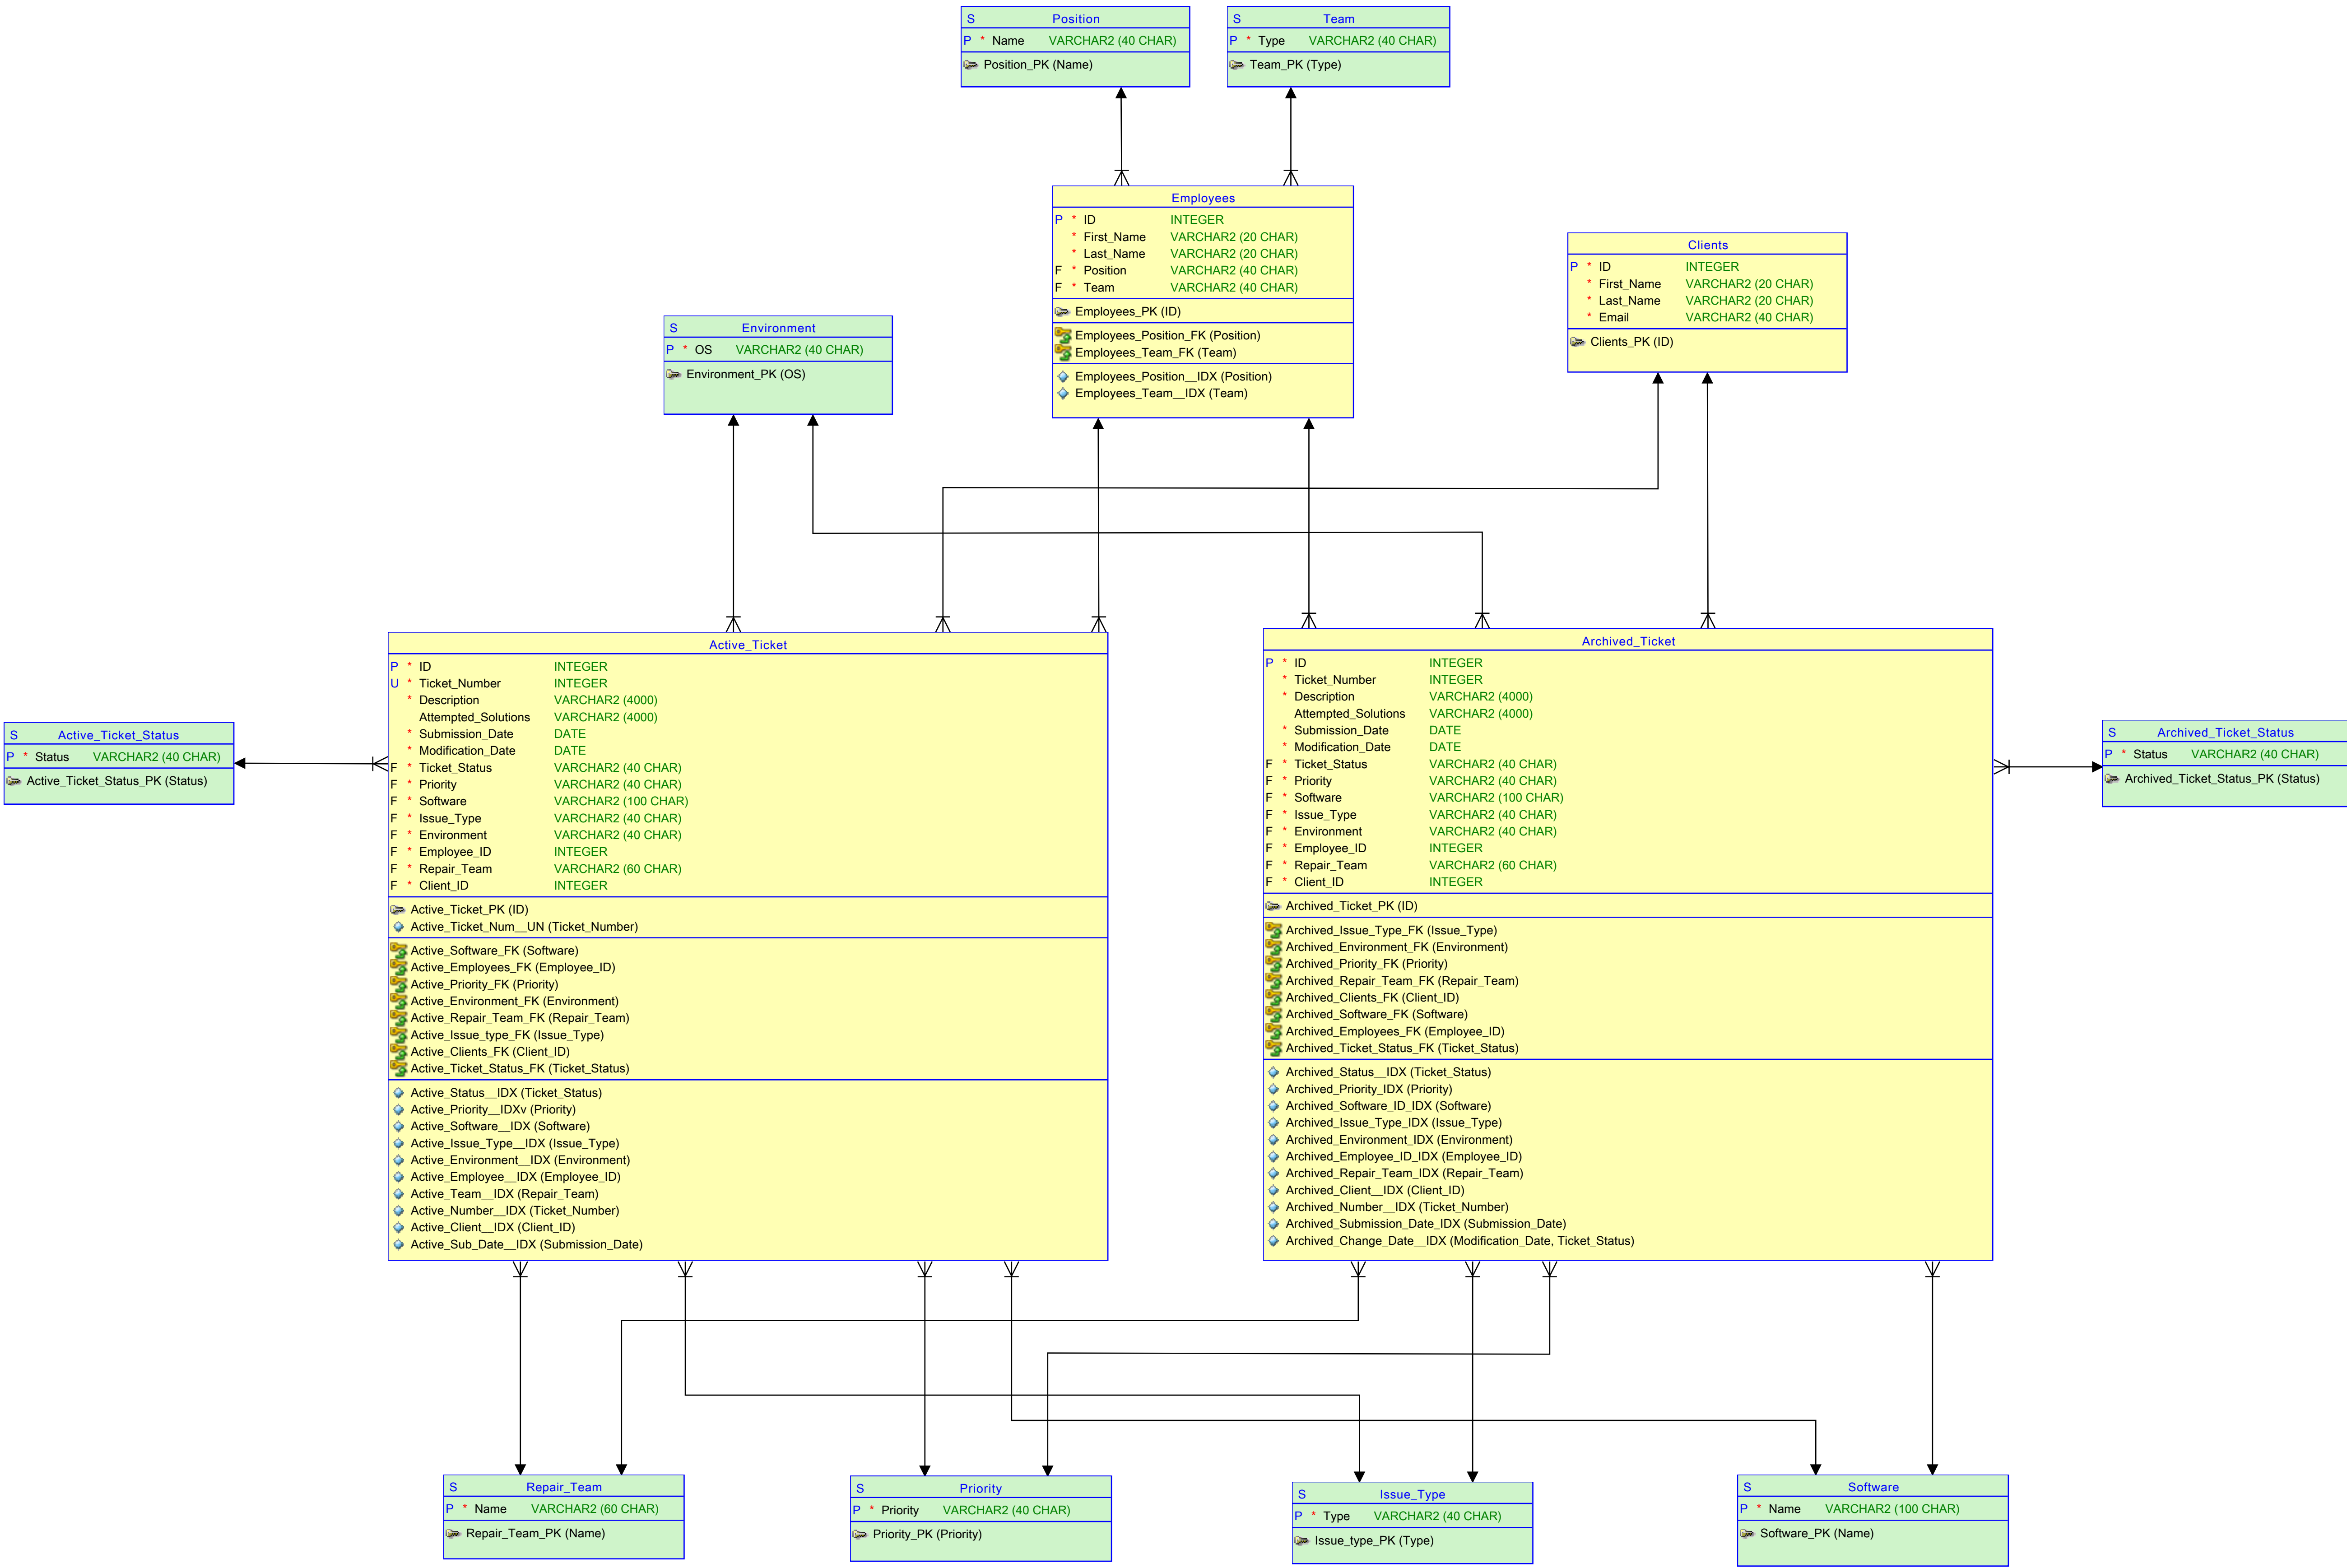 S Position
P * Name VARCHAR2 (40 CHAR)
Position_PK (Name)
S Team
P * Type VARCHAR2 (40 CHAR)
Team_PK (Type)
Employees
P * ID INTEGER
* First_Name VARCHAR2 (20 CHAR)
* Last_Name VARCHAR2 (20 CHAR)
F * Position VARCHAR2 (40 CHAR)
F * Team VARCHAR2 (40 CHAR)
Employees_PK (ID)
Employees_Position_FK (Position)
Employees_Team_FK (Team)
Employees_Position__IDX (Position)
Employees_Team__IDX (Team)
Clients
P * ID INTEGER
* First_Name VARCHAR2 (20 CHAR)
* Last_Name VARCHAR2 (20 CHAR)
* Email VARCHAR2 (40 CHAR)
Clients_PK (ID)
S Environment
P * OS VARCHAR2 (40 CHAR)
Environment_PK (OS)
Active_Ticket
P * ID INTEGER
U * Ticket_Number INTEGER
* Description VARCHAR2 (4000)
Attempted_Solutions VARCHAR2 (4000)
* Submission_Date DATE
* Modification_Date DATE
F * Ticket_Status VARCHAR2 (40 CHAR)
F * Priority VARCHAR2 (40 CHAR)
F * Software VARCHAR2 (100 CHAR)
F * Issue_Type VARCHAR2 (40 CHAR)
F * Environment VARCHAR2 (40 CHAR)
F * Employee_ID INTEGER
F * Repair_Team VARCHAR2 (60 CHAR)
F * Client_ID INTEGER
Active_Ticket_PK (ID)
Active_Ticket_Num__UN (Ticket_Number)
Active_Software_FK (Software)
Active_Employees_FK (Employee_ID)
Active_Priority_FK (Priority)
Active_Environment_FK (Environment)
Active_Repair_Team_FK (Repair_Team)
Active_Issue_type_FK (Issue_Type)
Active_Clients_FK (Client_ID)
Active_Ticket_Status_FK (Ticket_Status)
Active_Status__IDX (Ticket_Status)
Active_Priority__IDXv (Priority)
Active_Software__IDX (Software)
Active_Issue_Type__IDX (Issue_Type)
Active_Environment__IDX (Environment)
Active_Employee__IDX (Employee_ID)
Active_Team__IDX (Repair_Team)
Active_Number__IDX (Ticket_Number)
Active_Client__IDX (Client_ID)
Active_Sub_Date__IDX (Submission_Date)
Archived_Ticket
P * ID INTEGER
* Ticket_Number INTEGER
* Description VARCHAR2 (4000)
Attempted_Solutions VARCHAR2 (4000)
* Submission_Date DATE
* Modification_Date DATE
F * Ticket_Status VARCHAR2 (40 CHAR)
F * Priority VARCHAR2 (40 CHAR)
F * Software VARCHAR2 (100 CHAR)
F * Issue_Type VARCHAR2 (40 CHAR)
F * Environment VARCHAR2 (40 CHAR)
F * Employee_ID INTEGER
F * Repair_Team VARCHAR2 (60 CHAR)
F * Client_ID INTEGER
Archived_Ticket_PK (ID)
Archived_Issue_Type_FK (Issue_Type)
Archived_Environment_FK (Environment)
Archived_Priority_FK (Priority)
Archived_Repair_Team_FK (Repair_Team)
Archived_Clients_FK (Client_ID)
Archived_Software_FK (Software)
Archived_Employees_FK (Employee_ID)
Archived_Ticket_Status_FK (Ticket_Status)
Archived_Status__IDX (Ticket_Status)
Archived_Priority_IDX (Priority)
Archived_Software_ID_IDX (Software)
Archived_Issue_Type_IDX (Issue_Type)
Archived_Environment_IDX (Environment)
Archived_Employee_ID_IDX (Employee_ID)
Archived_Repair_Team_IDX (Repair_Team)
Archived_Client__IDX (Client_ID)
Archived_Number__IDX (Ticket_Number)
Archived_Submission_Date_IDX (Submission_Date)
Archived_Change_Date__IDX (Modification_Date, Ticket_Status)
S Active_Ticket_Status
P * Status VARCHAR2 (40 CHAR)
Active_Ticket_Status_PK (Status)
S Archived_Ticket_Status
P * Status VARCHAR2 (40 CHAR)
Archived_Ticket_Status_PK (Status)
S Repair_Team
P * Name VARCHAR2 (60 CHAR)
Repair_Team_PK (Name)
S Priority
P * Priority VARCHAR2 (40 CHAR)
Priority_PK (Priority)
S Issue_Type
P * Type VARCHAR2 (40 CHAR)
Issue_type_PK (Type)
S Software
P * Name VARCHAR2 (100 CHAR)
Software_PK (Name)